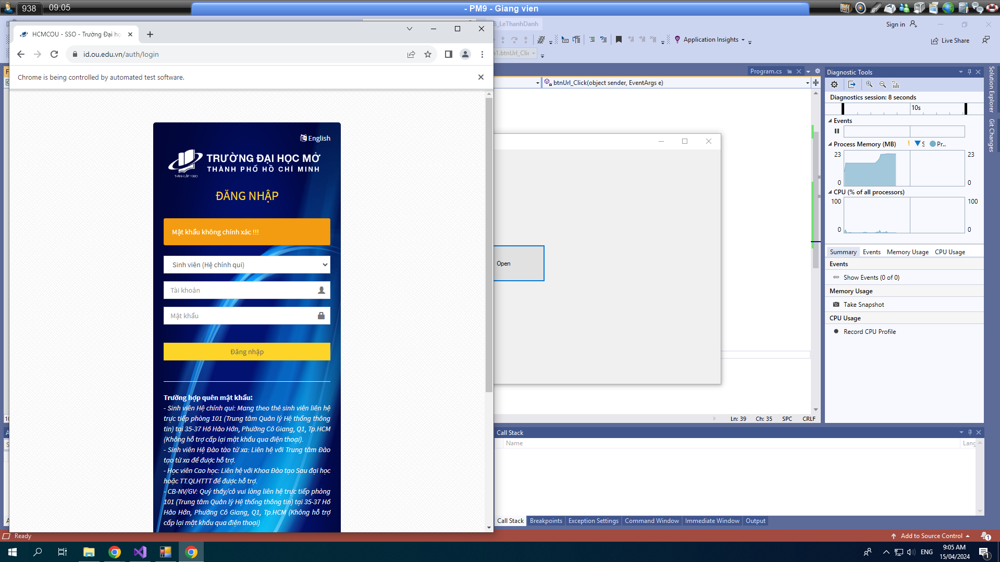 938
09:05
- PM9 - Giang vien
HCMCOU - SSO - Trường Đại họ
B_LeThanhDanh
Sign in
Application Insights
Live Share
id.ou.edu.vn/auth/login
n1.btnUrl_Clic
Chrome is being controlled by automated test software.
Program.cs
btnUrl_Click(object sender, EventArgs e)
Diagnostic Tools
Diagnostics session: 8 seconds
10s
Events
Process Memory (MB)
S
Pr...
23
23
0
0
CPU (% of all processors)
100
100
0
0
Summary
Events
Memory Usage
CPU Usage
Events
Show Events (0 of 0)
Memory Usage
Take Snapshot
CPU Usage
Record CPU Profile
Solution Explorer
Git Changes
English
TRƯỜNG ĐẠI HỌC MỞ
THÀNH PHỐ HỒ CHÍ MINH
THÀNH LẬP 1990
ĐĂNG NHẬP
Mật khẩu không chính xác !!!
Sinh viên (Hệ chính qui)
Tài khoản
Mật khẩu
Đăng nhập
Open
Trường hợp quên mật khẩu:
- Sinh viên Hệ chính qui: Mang theo thẻ sinh viên liên hệ
trực tiếp phòng 101 (Trung tâm Quản lý Hệ thống thông
tin) tại 35-37 Hồ Hảo Hớn, Phường Cô Giang, Q1, Tp.HCM
(Không hỗ trợ cấp lại mật khẩu qua điện thoại).
- Sinh viên Hệ Đào tào từ xa: Liên hệ với Trung tâm Đào
tạo từ xa để được hỗ trợ.
- Học viên Cao học: Liên hệ với Khoa Đào tạo Sau đại học
hoặc TT.QLHTTT để được hỗ trợ.
- CB-NV/GV: Quý thầy/cô vui lòng liên hệ trực tiếp phòng
101 (Trung tâm Quản lý Hệ thống thông tin) tại 35-37 Hồ
Hảo Hớn, Phường Cô Giang, Q1, Tp.HCM (Không hỗ trợ
cấp lại mật khẩu qua điện thoại)
Ln: 39
Ch: 35
SPC
CRLF
Call Stack
Name
Lang
Call Stack
Breakpoints
Exception Settings
Command Window
Immediate Window
Output
Ready
Add to Source Control
1
ENG
9:05 AM
15/04/2024
1